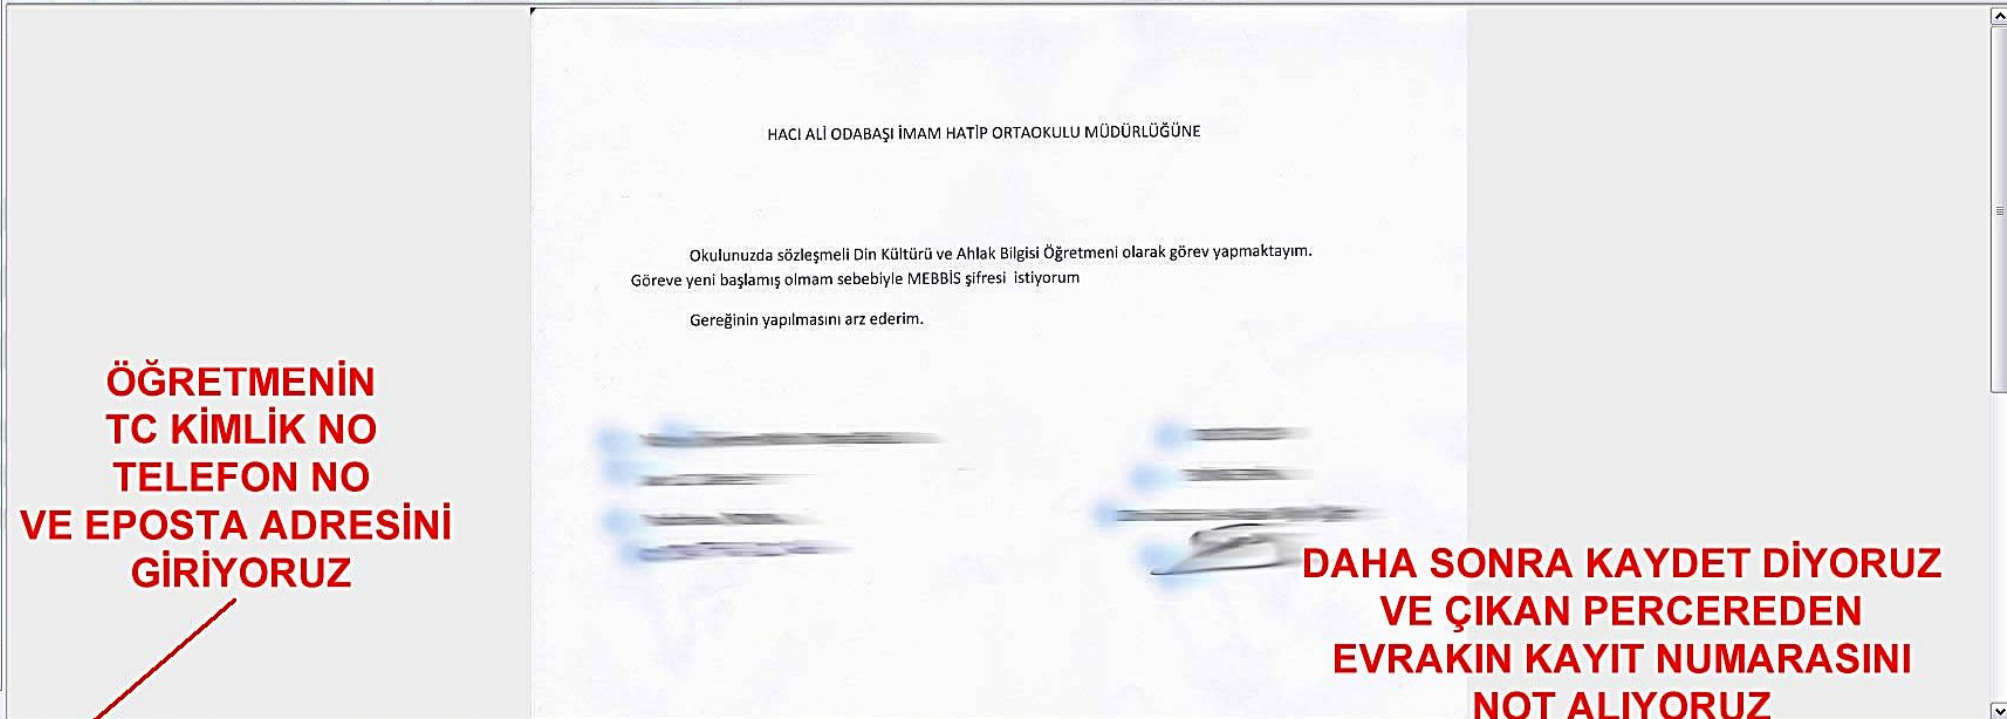 HACI ALİ ODABAŞI İMAM HATİP ORTAOKULU MÜDÜRLÜĞÜNE
Okulunuzda sözleşmeli Din Kültürü ve Ahlak Bilgisi Öğretmeni olarak görev yapmaktayım.
Göreve yeni başlamış olmam sebebiyle MEBBİS şifresi istiyorum
Gereğinin yapılmasını arz ederim.
ÖĞRETMENİN
TC KİMLİK NO
TELEFON NO
VE EPOSTA ADRESİNİ
GİRİYORUZ
DAHA SONRA KAYDET DİYORUZ
VE ÇIKAN PERCEREDEN
EVRAKIN KAYIT NUMARASINI
NOT ALIYORUZ